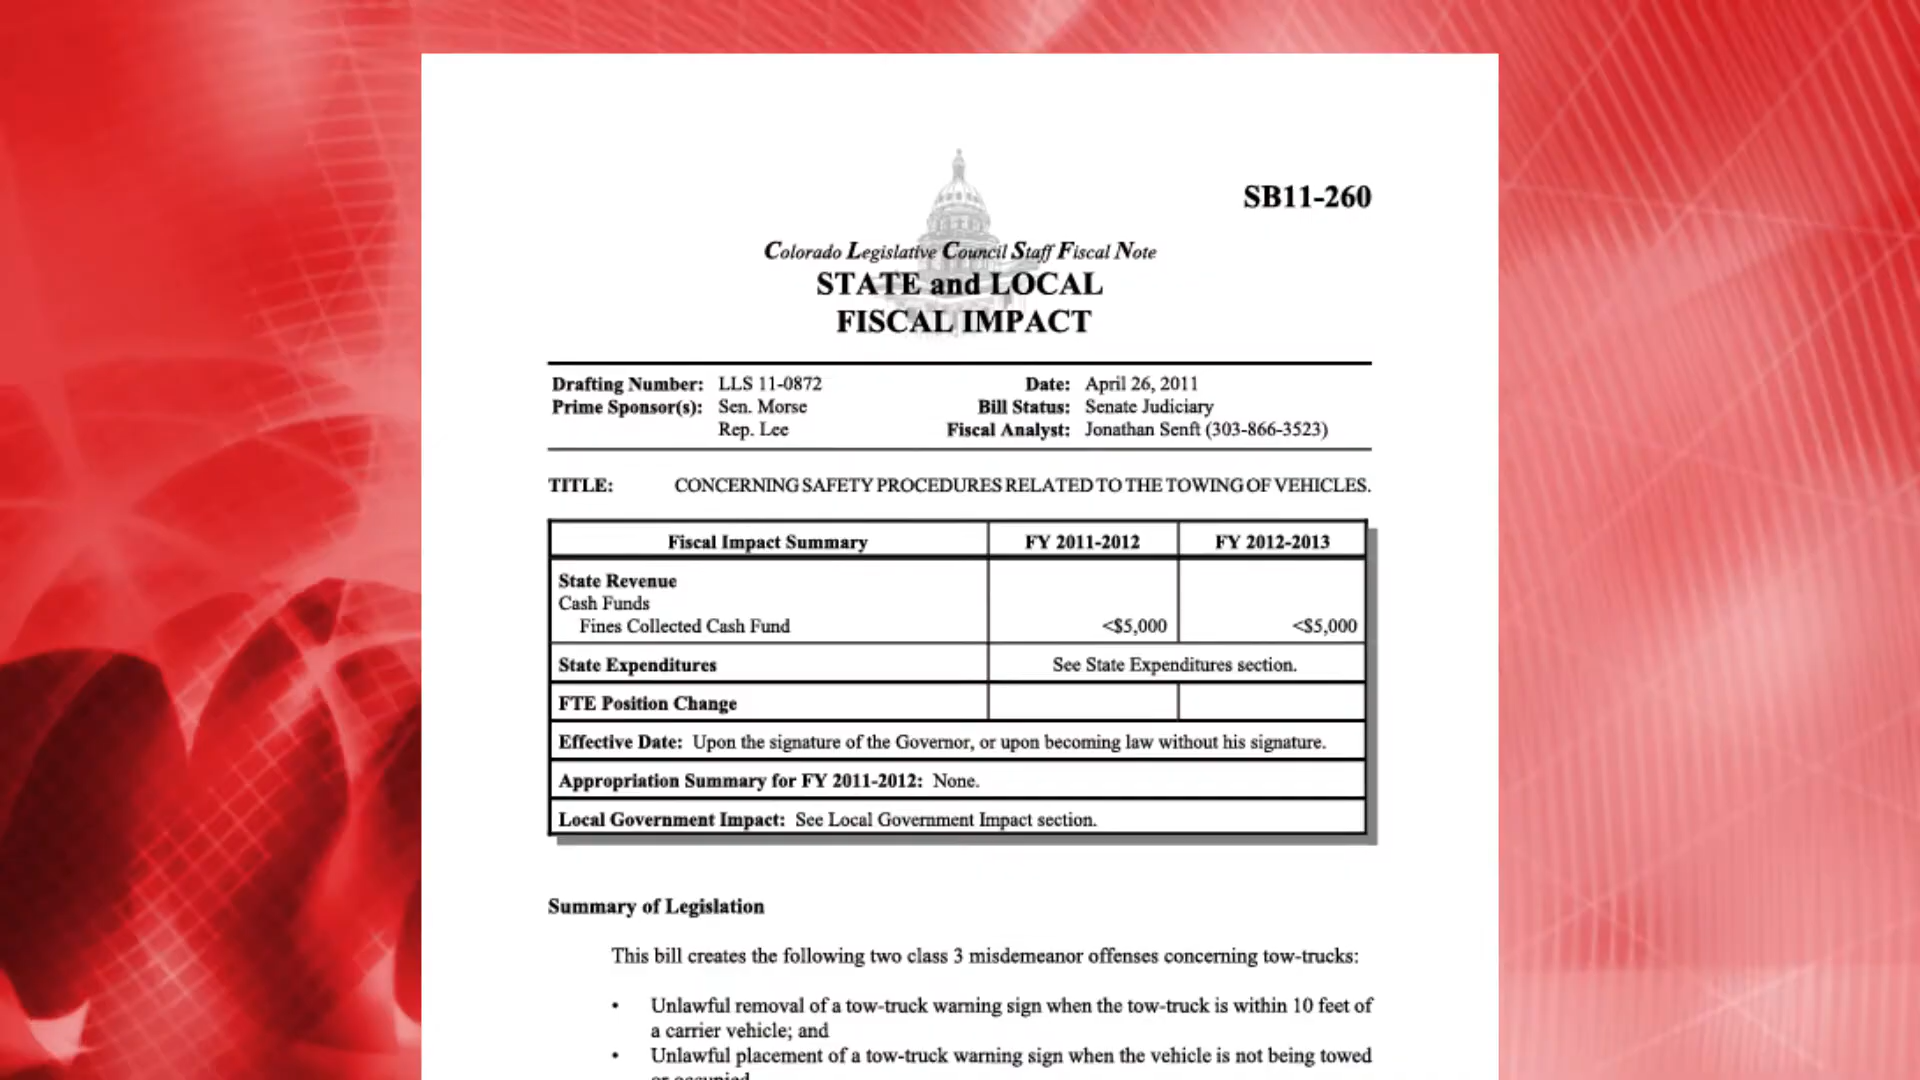 SB11-260
Colorado Legislative Council Staff Fiscal Note
STATE and LOCAL
FISCAL IMPACT
Drafting Number: LLS 11-0872 Date: April 26, 2011
Prime Sponsor(s): Sen. Morse Bill Status: Senate Judiciary
Rep. Lee Fiscal Analyst: Jonathan Senft (303-866-3523)
TITLE: CONCERNING SAFETY PROCEDURES RELATED TO THE TOWING OF VEHICLES.
Fiscal Impact Summary FY 2011-2012 FY 2012-2013
State Revenue
Cash Funds
Fines Collected Cash Fund <$5,000 <$5,000
State Expenditures See State Expenditures section.
FTE Position Change
Effective Date: Upon the signature of the Governor, or upon becoming law without his signature.
Appropriation Summary for FY 2011-2012: None.
Local Government Impact: See Local Government Impact section.
Summary of Legislation
This bill creates the following two class 3 misdemeanor offenses concerning tow-trucks:
• Unlawful removal of a tow-truck warning sign when the tow-truck is within 10 feet of
a carrier vehicle; and
• Unlawful placement of a tow-truck warning sign when the vehicle is not being towed